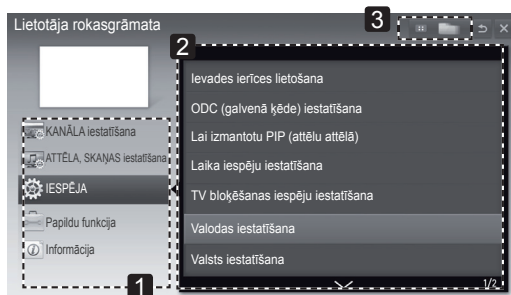 Lietotāja rokasgrāmata
3
2
KANĀLA iestatīšana
ATTĒLA, SKAŅAS iestatīšana
IESPĒJA
Papildu funkcija
Informācija
1
Ievades ierīces lietošana
ODC (galvenā ķēde) iestatīšana
Lai izmantotu PIP (attēlu attēlā)
Laika iespēju iestatīšana
TV bloķēšanas iespēju iestatīšana
Valodas iestatīšana
Valsts iestatīšana
1/2